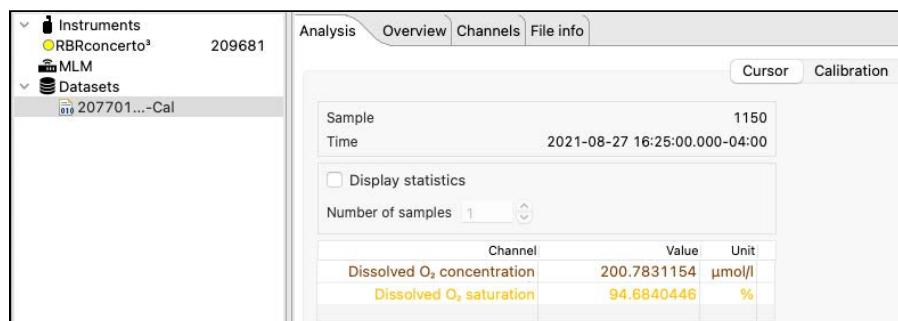 Instruments
RBRconcerto³ 209681
MLM
Datasets
207701...-Cal
Analysis Overview Channels File info
Cursor Calibration
Sample 1150
Time 2021-08-27 16:25:00.000-04:00
Display statistics
Number of samples 1
Channel Value Unit
Dissolved O₂ concentration 200.7831154 µmol/l
Dissolved O₂ saturation 94.6840446 %